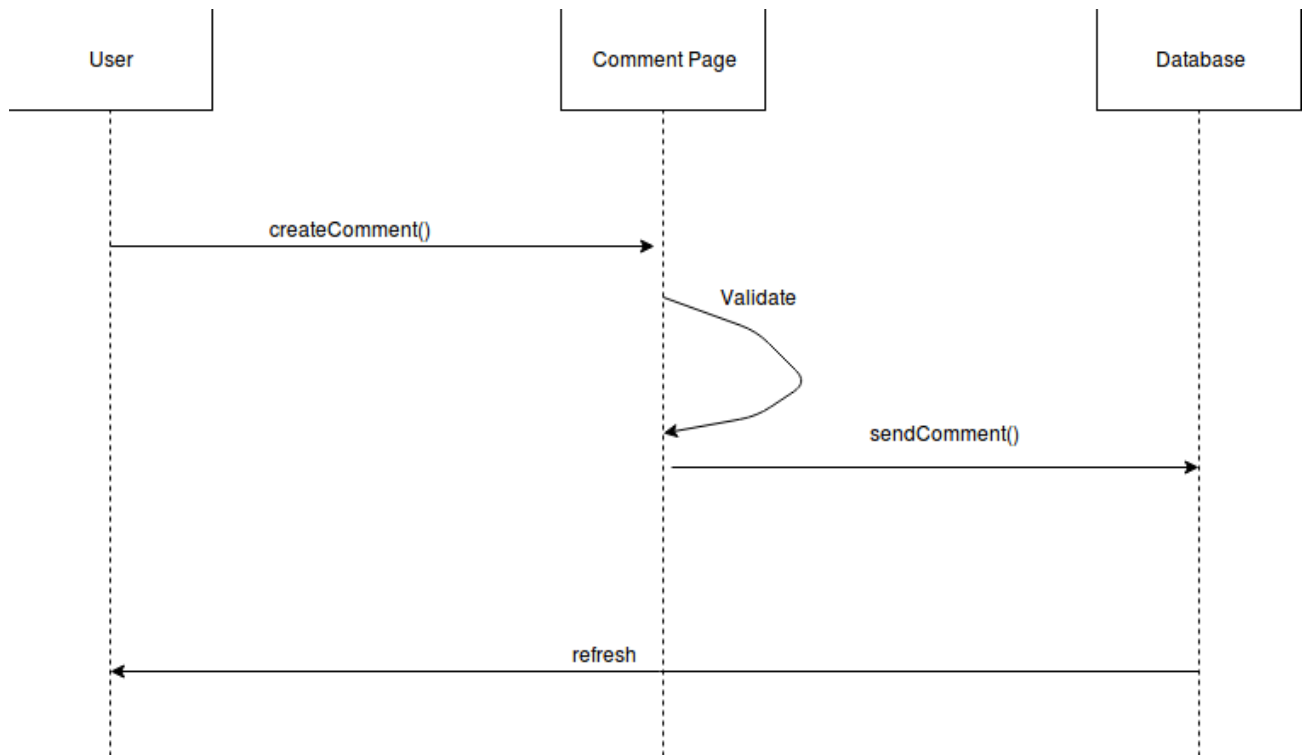 User
Comment Page
Database
createComment()
Validate
sendComment()
refresh